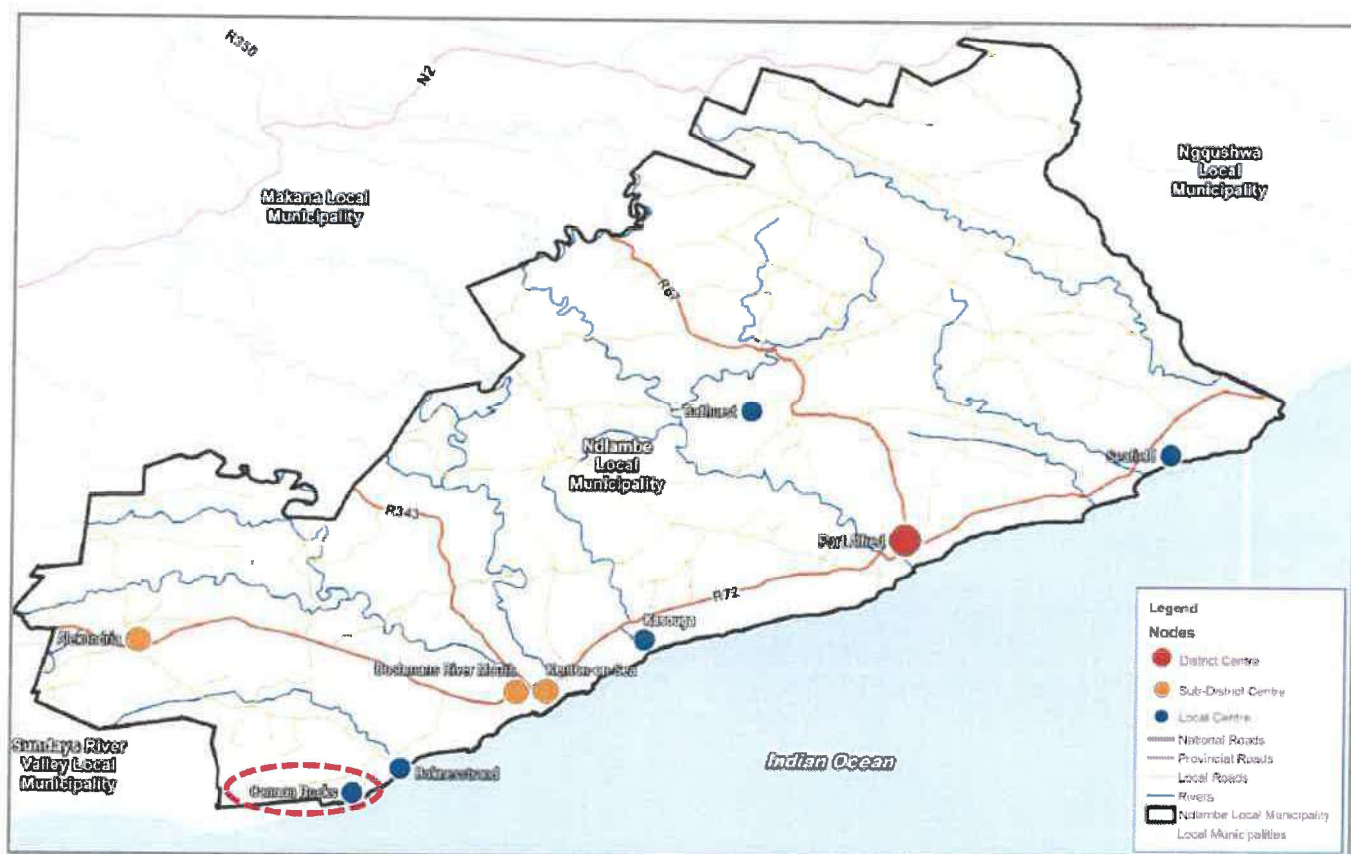 R350
N2
Makana Local
Municipality
Ngqushwa
Local
Municipality
R67
Bathurst
Ndlambe
Local
Municipality
Seafield
R343
Port Alfred
R72
Kasouga
Alexandria
Boesmans River Mouth
Kenton-on-Sea
Sundays River
Valley Local
Municipality
Boknesstrand
Cannon Rocks
Indian Ocean
Legend
Nodes
District Centre
Sub-District Centre
Local Centre
National Roads
Provincial Roads
Local Roads
Rivers
Ndlambe Local Municipality
Local Municipalities